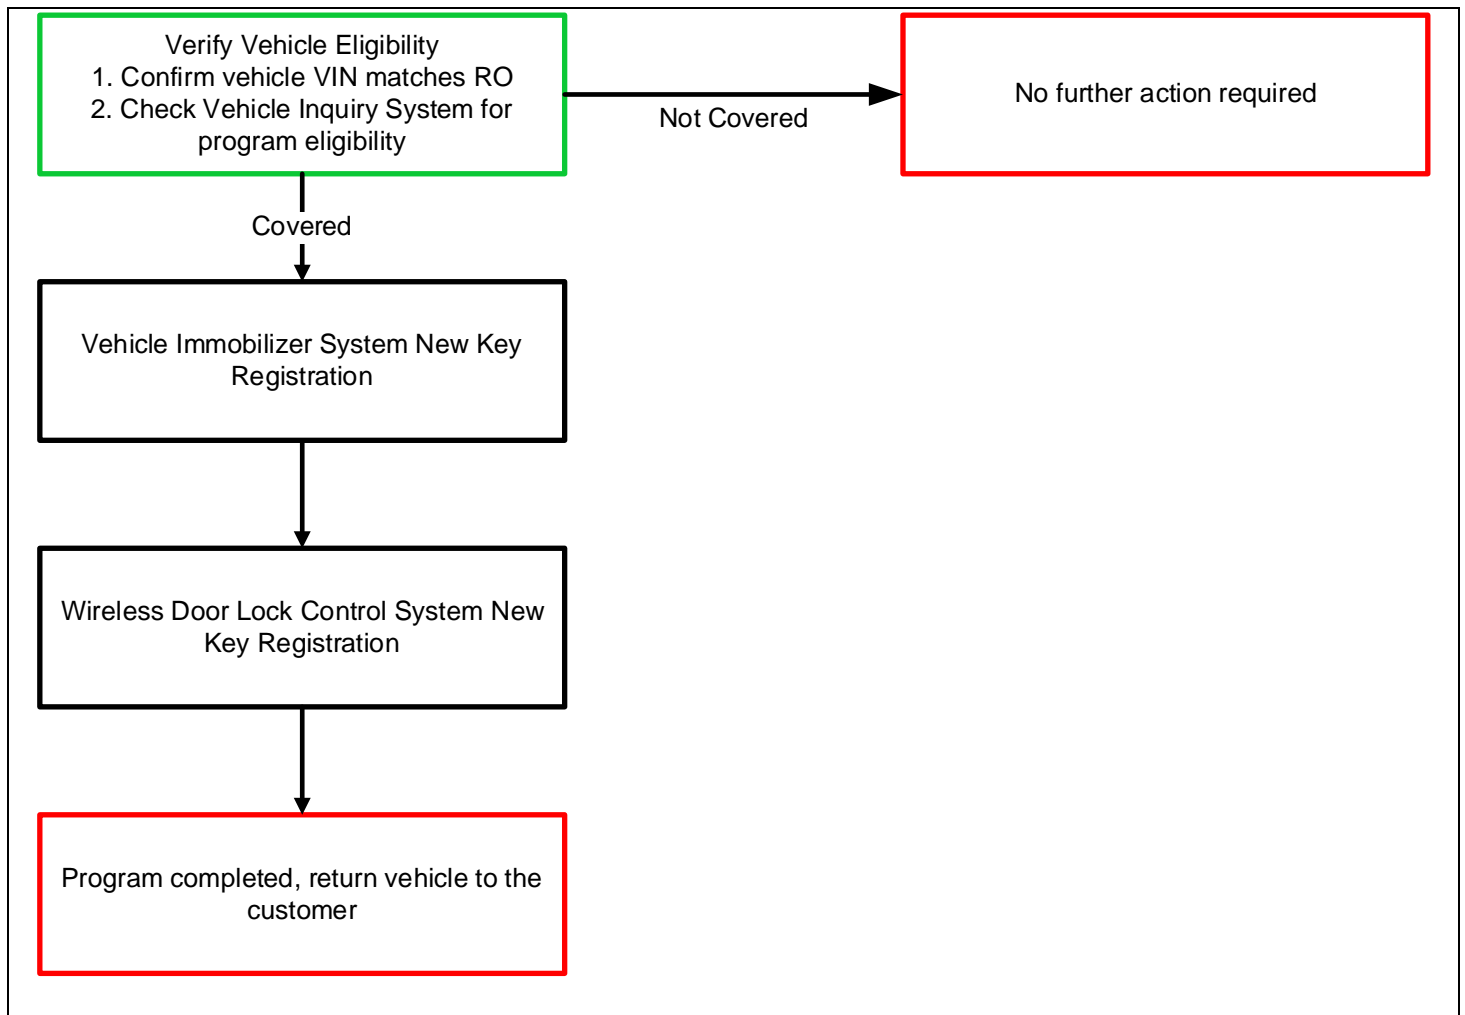 Verify Vehicle Eligibility
1. Confirm vehicle VIN matches RO
2. Check Vehicle Inquiry System for
program eligibility
Not Covered
No further action required
Covered
Vehicle Immobilizer System New Key
Registration
Wireless Door Lock Control System New
Key Registration
Program completed, return vehicle to the
customer